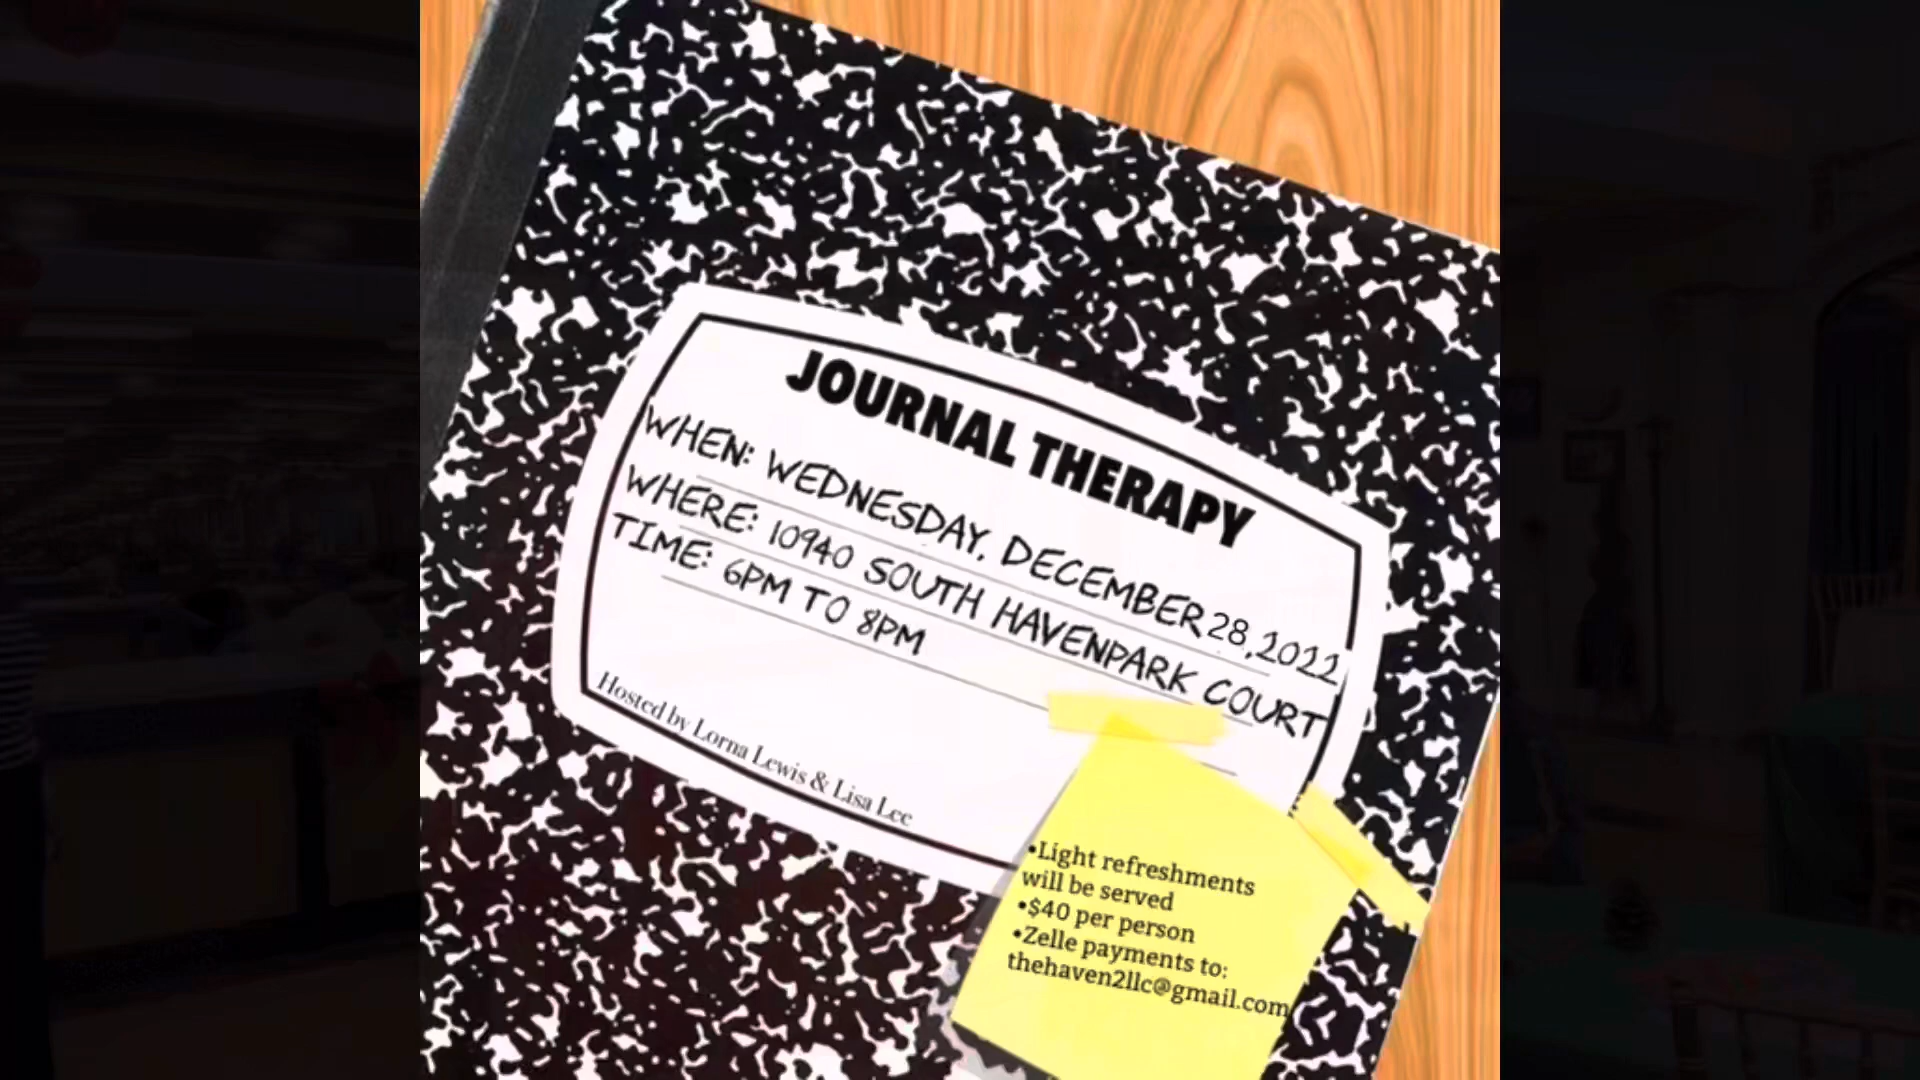 JOURNAL THERAPY
WHEN: WEDNESDAY, DECEMBER 28, 2022
WHERE: 10940 SOUTH HAVENPARK COURT
TIME: 6PM TO 8PM
Hosted by Lorna Lewis & Lisa Lee
•Light refreshments
will be served
•$40 per person
•Zelle payments to:
thehaven2llc@gmail.com